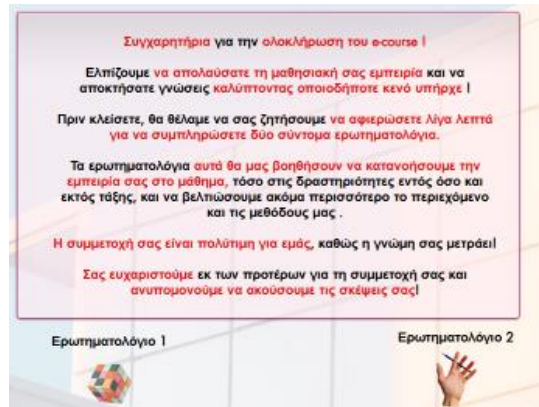 Συγχαρητήρια για την ολοκλήρωση του e-course !
Ελπίζουμε να απολαύσατε τη μαθησιακή σας εμπειρία και να
αποκτήσατε γνώσεις καλύπτοντας οποιοδήποτε κενό υπήρχε !
Πριν κλείσετε, θα θέλαμε να σας ζητήσουμε να αφιερώσετε λίγα λεπτά
για να συμπληρώσετε δύο σύντομα ερωτηματολόγια.
Τα ερωτηματολόγια αυτά θα μας βοηθήσουν να κατανοήσουμε την
εμπειρία σας στο μάθημα, τόσο στις δραστηριότητες εντός όσο και
εκτός τάξης, και να βελτιώσουμε ακόμα περισσότερο το περιεχόμενο
και τις μεθόδους μας .
Η συμμετοχή σας είναι πολύτιμη για εμάς, καθώς η γνώμη σας μετράει!
Σας ευχαριστούμε εκ των προτέρων για τη συμμετοχή σας και
ανυπομονούμε να ακούσουμε τις σκέψεις σας!
Ερωτηματολόγιο 1
Ερωτηματολόγιο 2